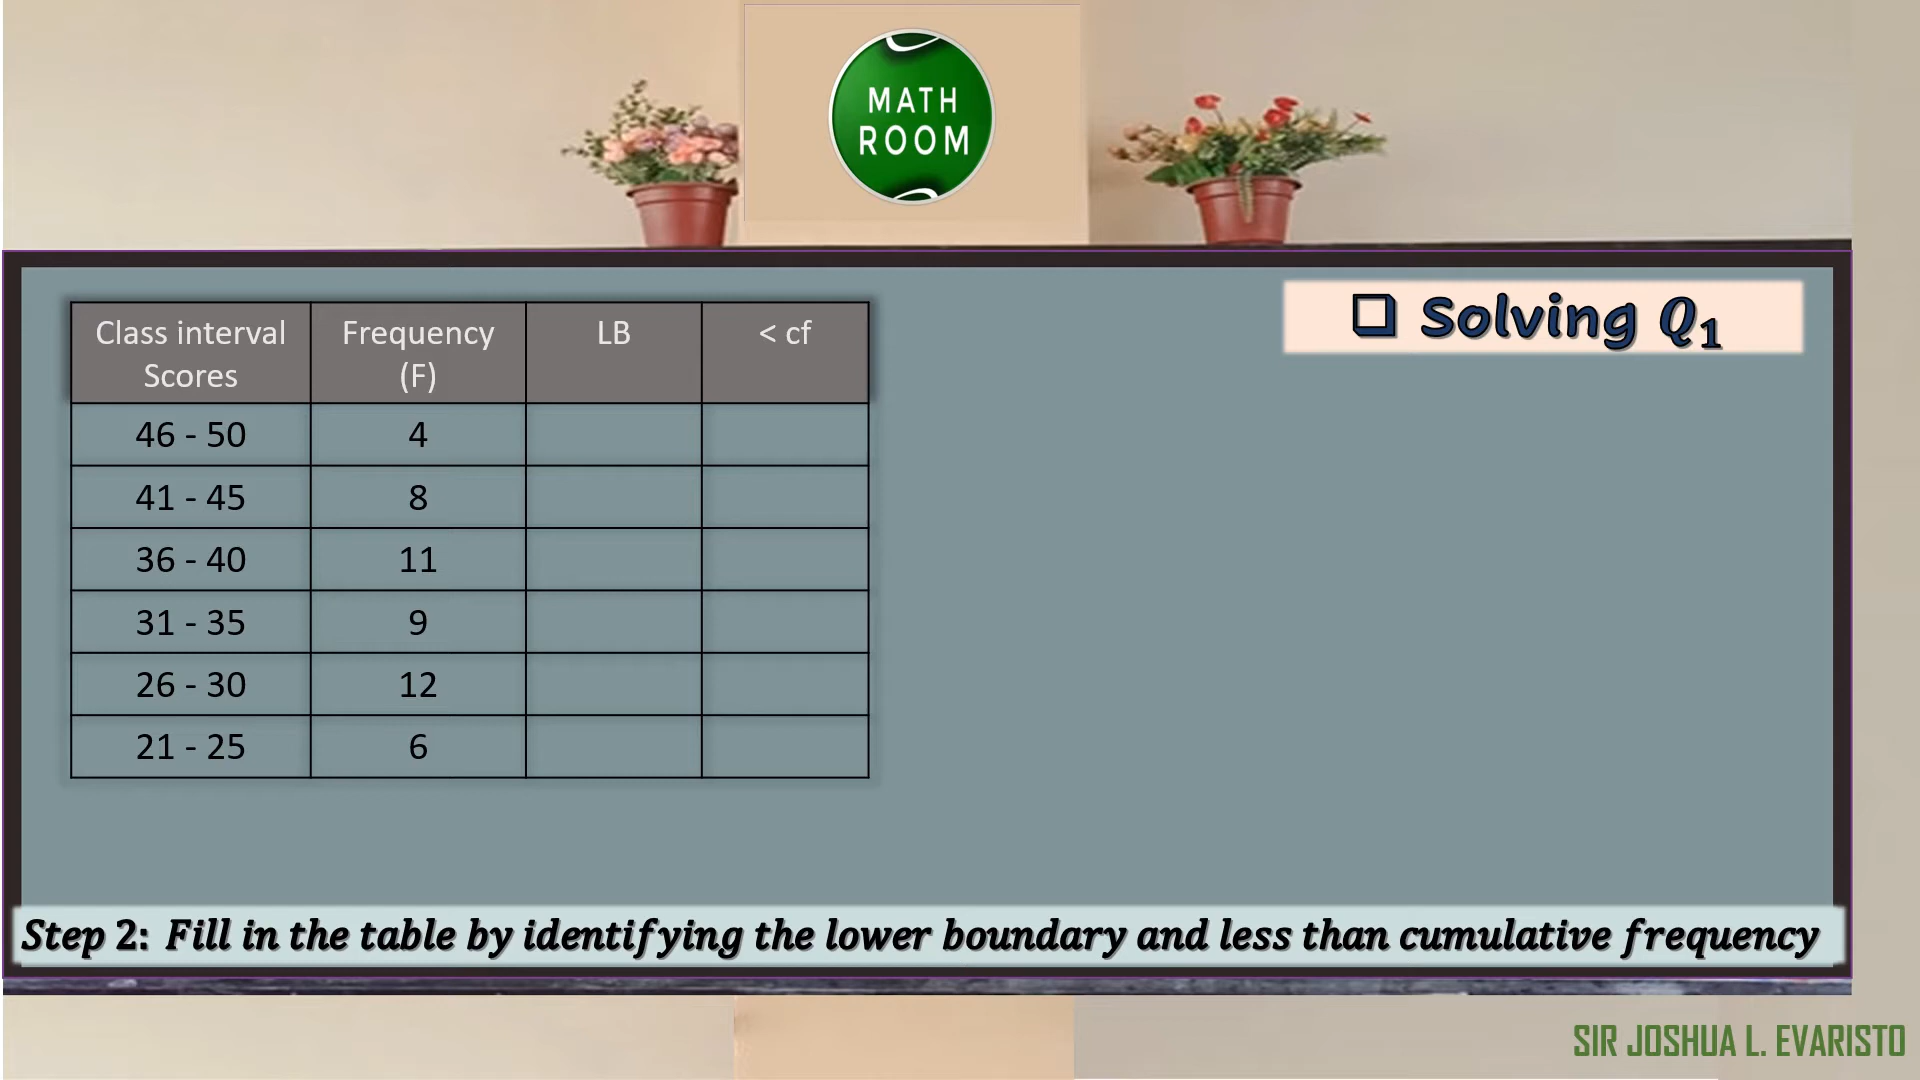 MATH
ROOM
❑ Solving Q₁
Class interval Scores | Frequency (F) | LB | < cf
46 - 50 | 4
41 - 45 | 8
36 - 40 | 11
31 - 35 | 9
26 - 30 | 12
21 - 25 | 6
Step 2: Fill in the table by identifying the lower boundary and less than cumulative frequency
SIR JOSHUA L. EVARISTO